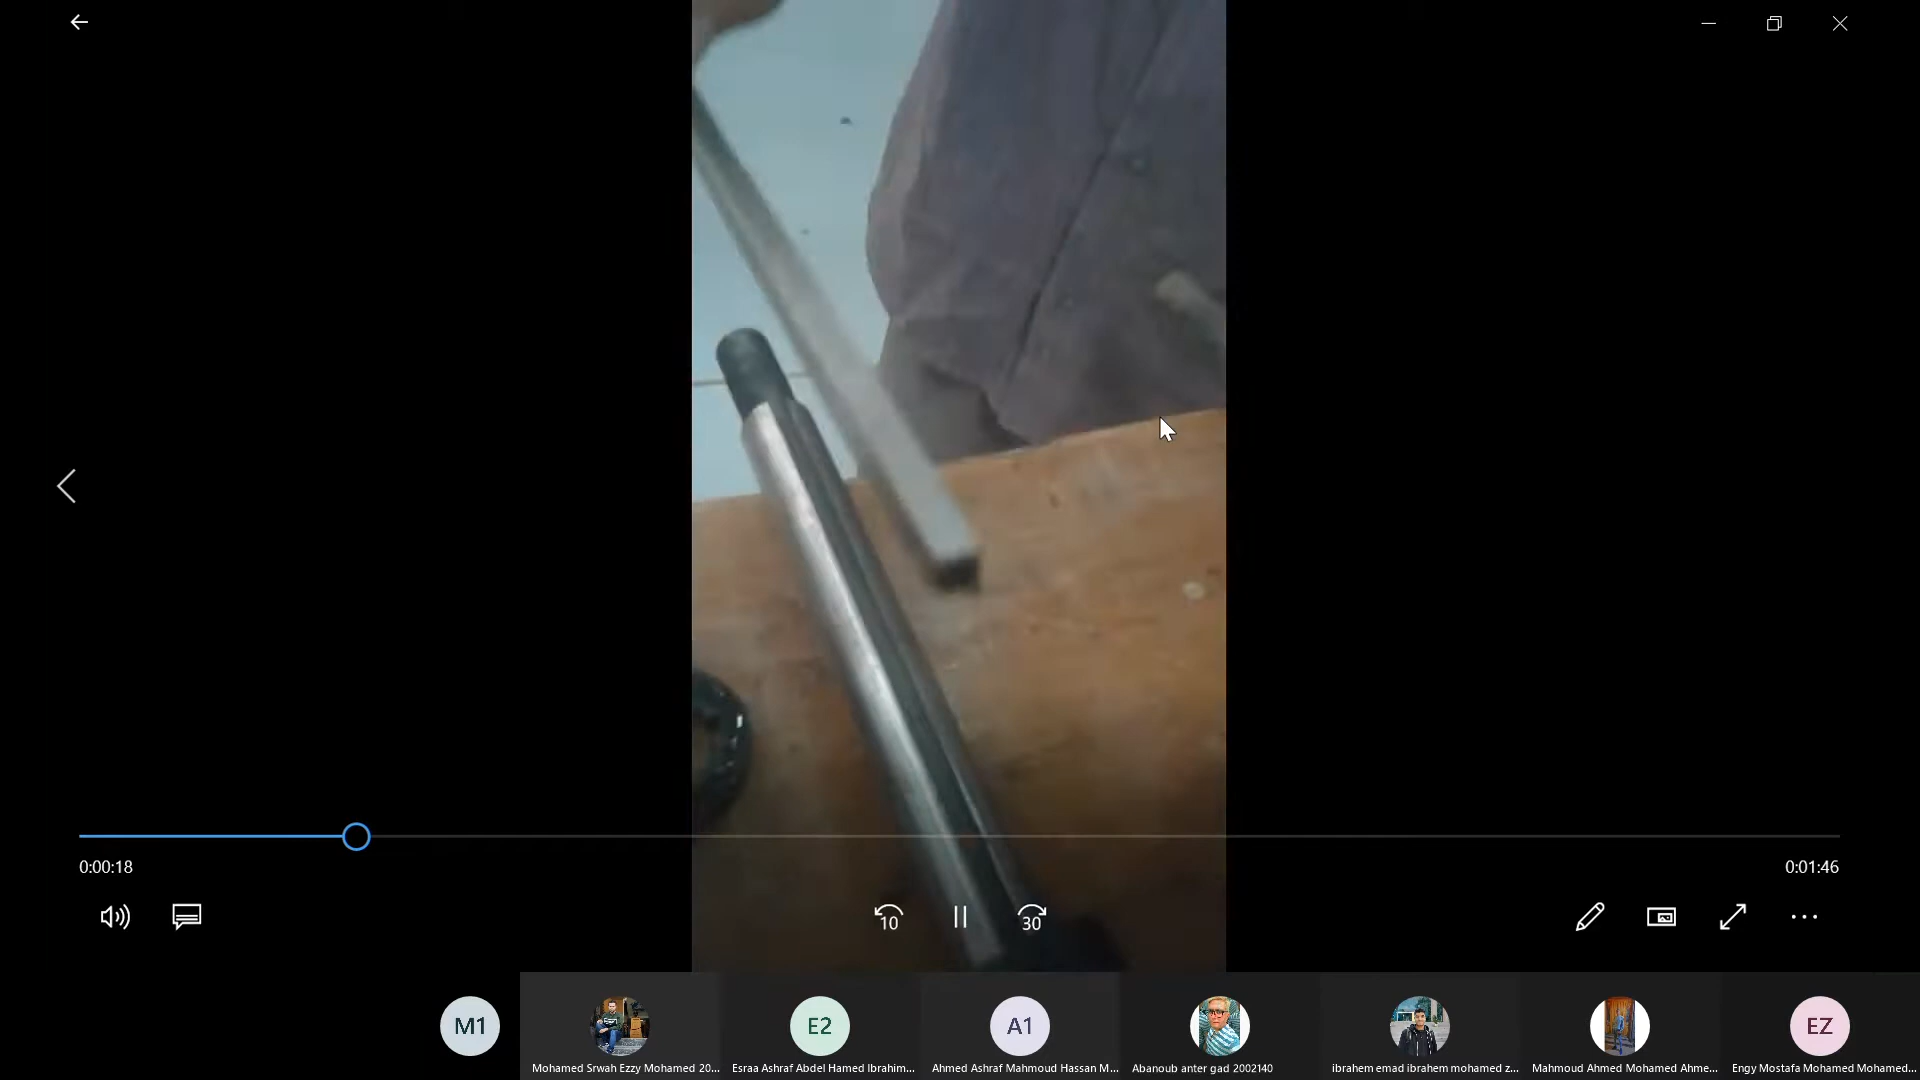 0:00:18
0:01:46
10
30
M1
E2
A1
EZ
Mohamed Srwah Ezzy Mohamed 20...
Esraa Ashraf Abdel Hamed Ibrahim...
Ahmed Ashraf Mahmoud Hassan M...
Abanoub anter gad 2002140
ibrahem emad ibrahem mohamed z...
Mahmoud Ahmed Mohamed Ahme...
Engy Mostafa Mohamed Mohamed...